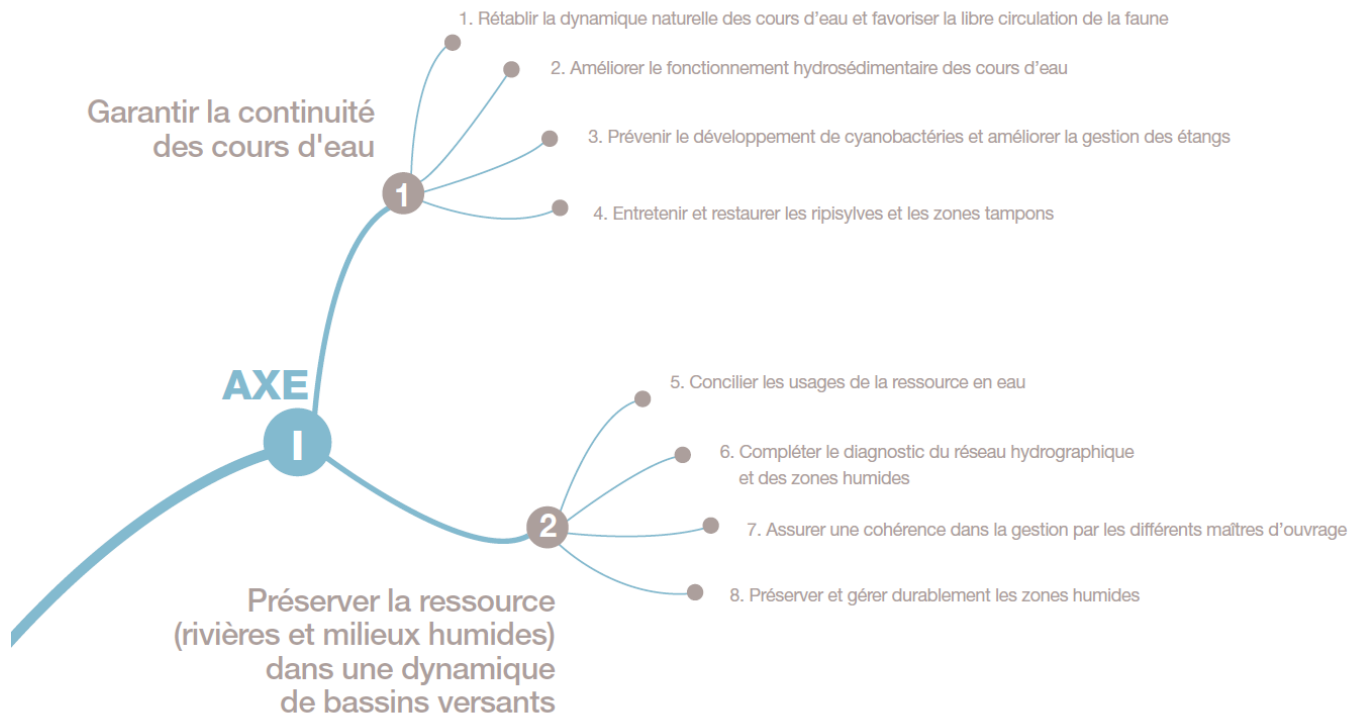 1. Rétablir la dynamique naturelle des cours d’eau et favoriser la libre circulation de la faune
2. Améliorer le fonctionnement hydrosédimentaire des cours d’eau
Garantir la continuité
des cours d'eau
3. Prévenir le développement de cyanobactéries et améliorer la gestion des étangs
1
4. Entretenir et restaurer les ripisylves et les zones tampons
AXE
I
5. Concilier les usages de la ressource en eau
6. Compléter le diagnostic du réseau hydrographique
et des zones humides
2
7. Assurer une cohérence dans la gestion par les différents maîtres d’ouvrage
8. Préserver et gérer durablement les zones humides
Préserver la ressource
(rivières et milieux humides)
dans une dynamique
de bassins versants